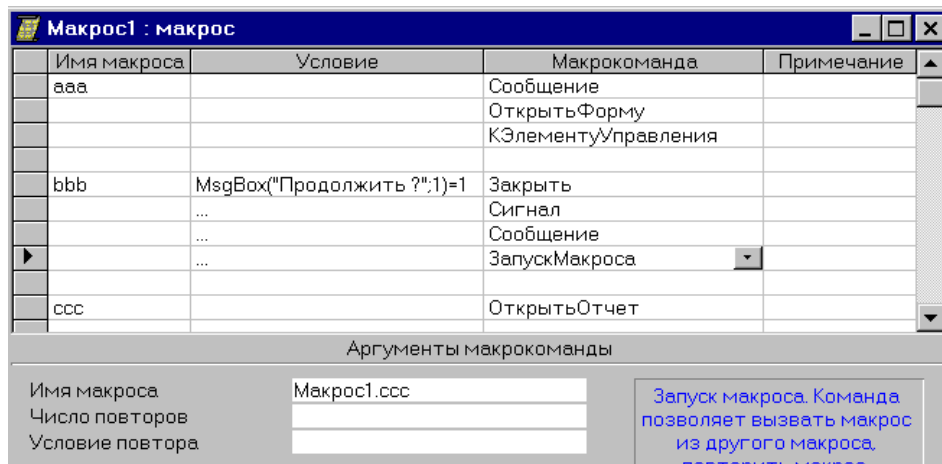 Макрос1 : макрос
Имя макроса Условие Макрокоманда Примечание
ааа Сообщение
ОткрытьФорму
КЭлементуУправления
bbb MsgBox("Продолжить ?";1)=1 Закрыть
... Сигнал
... Сообщение
... ЗапускМакроса
ссс ОткрытьОтчет
Аргументы макрокоманды
Имя макроса Макрос1.ссс
Число повторов
Условие повтора
Запуск макроса. Команда
позволяет вызвать макрос
из другого макроса,
повторить макрос